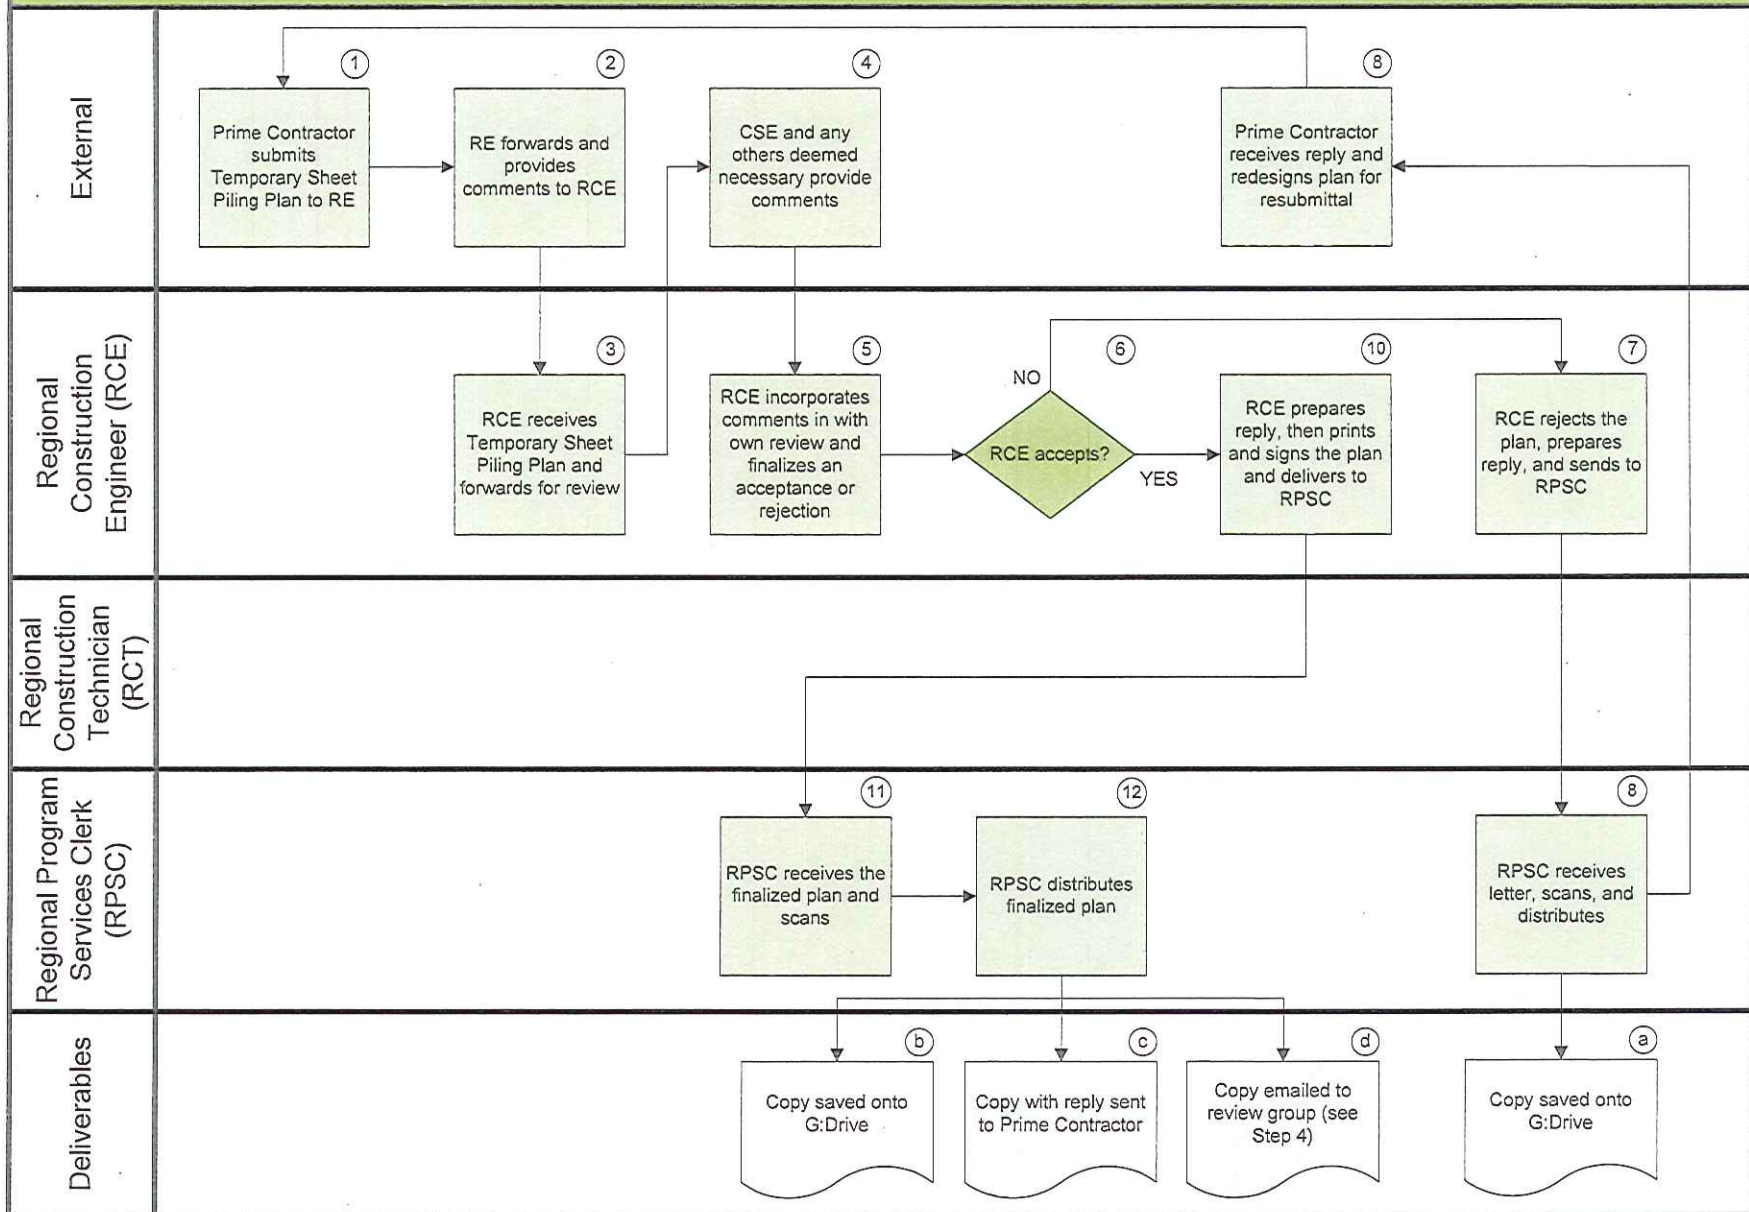 External
1
Prime Contractor
submits
Temporary Sheet
Piling Plan to RE
2
RE forwards and
provides
comments to RCE
4
CSE and any
others deemed
necessary provide
comments
8
Prime Contractor
receives reply and
redesigns plan for
resubmittal
Regional
Construction
Engineer (RCE)
3
RCE receives
Temporary Sheet
Piling Plan and
forwards for review
5
RCE incorporates
comments in with
own review and
finalizes an
acceptance or
rejection
6
NO
RCE accepts?
YES
10
RCE prepares
reply, then prints
and signs the plan
and delivers to
RPSC
7
RCE rejects the
plan, prepares
reply, and sends to
RPSC
Regional
Construction
Technician
(RCT)
Regional Program
Services Clerk
(RPSC)
11
RPSC receives the
finalized plan and
scans
12
RPSC distributes
finalized plan
8
RPSC receives
letter, scans, and
distributes
Deliverables
b
Copy saved onto
G:Drive
c
Copy with reply sent
to Prime Contractor
d
Copy emailed to
review group (see
Step 4)
a
Copy saved onto
G:Drive